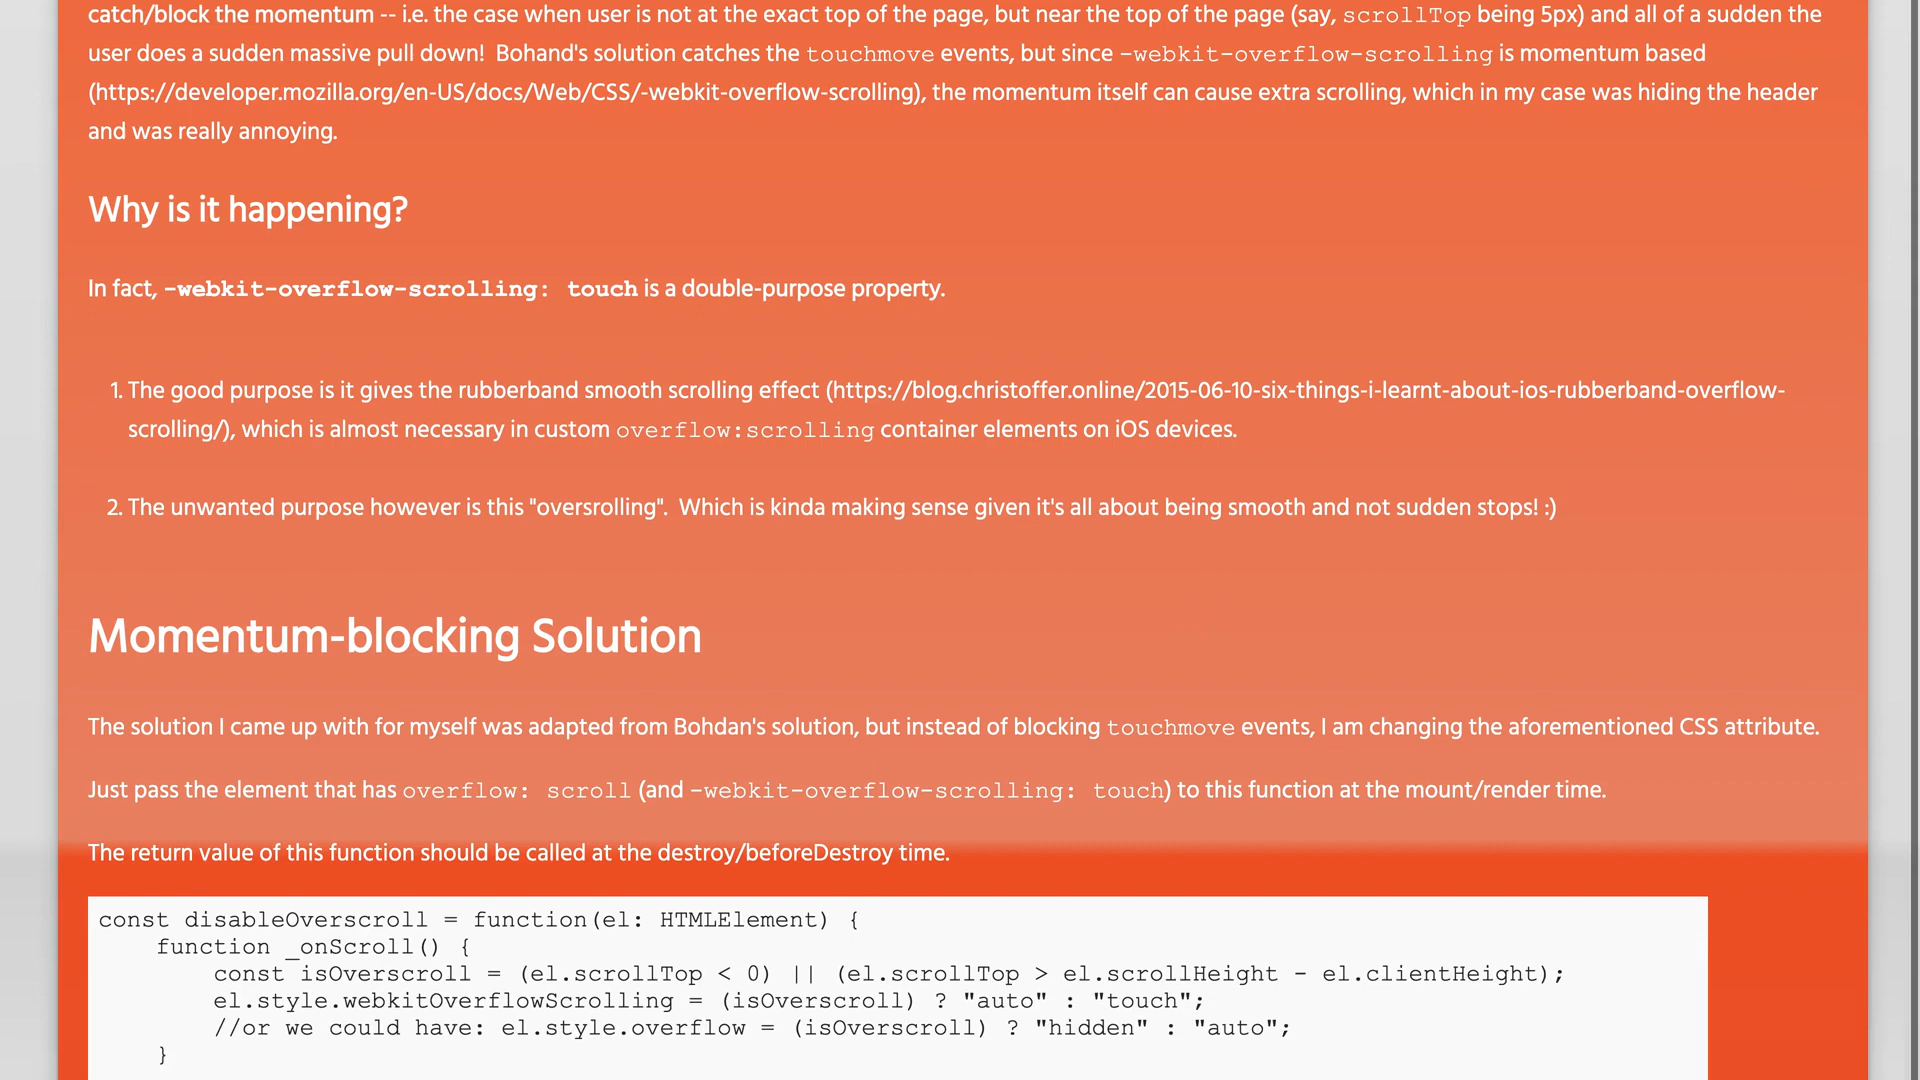 catch/block the momentum -- i.e. the case when user is not at the exact top of the page, but near the top of the page (say, scrollTop being 5px) and all of a sudden the
user does a sudden massive pull down!  Bohand's solution catches the touchmove events, but since -webkit-overflow-scrolling is momentum based
(https://developer.mozilla.org/en-US/docs/Web/CSS/-webkit-overflow-scrolling), the momentum itself can cause extra scrolling, which in my case was hiding the header
and was really annoying.
Why is it happening?
In fact, -webkit-overflow-scrolling: touch is a double-purpose property.
1. The good purpose is it gives the rubberband smooth scrolling effect (https://blog.christoffer.online/2015-06-10-six-things-i-learnt-about-ios-rubberband-overflow-
scrolling/), which is almost necessary in custom overflow:scrolling container elements on iOS devices.
2. The unwanted purpose however is this "oversrolling".  Which is kinda making sense given it's all about being smooth and not sudden stops! :)
Momentum-blocking Solution
The solution I came up with for myself was adapted from Bohdan's solution, but instead of blocking touchmove events, I am changing the aforementioned CSS attribute.
Just pass the element that has overflow: scroll (and -webkit-overflow-scrolling: touch) to this function at the mount/render time.
The return value of this function should be called at the destroy/beforeDestroy time.
const disableOverscroll = function(el: HTMLElement) {
    function _onScroll() {
        const isOverscroll = (el.scrollTop < 0) || (el.scrollTop > el.scrollHeight - el.clientHeight);
        el.style.webkitOverflowScrolling = (isOverscroll) ? "auto" : "touch";
        //or we could have: el.style.overflow = (isOverscroll) ? "hidden" : "auto";
    }